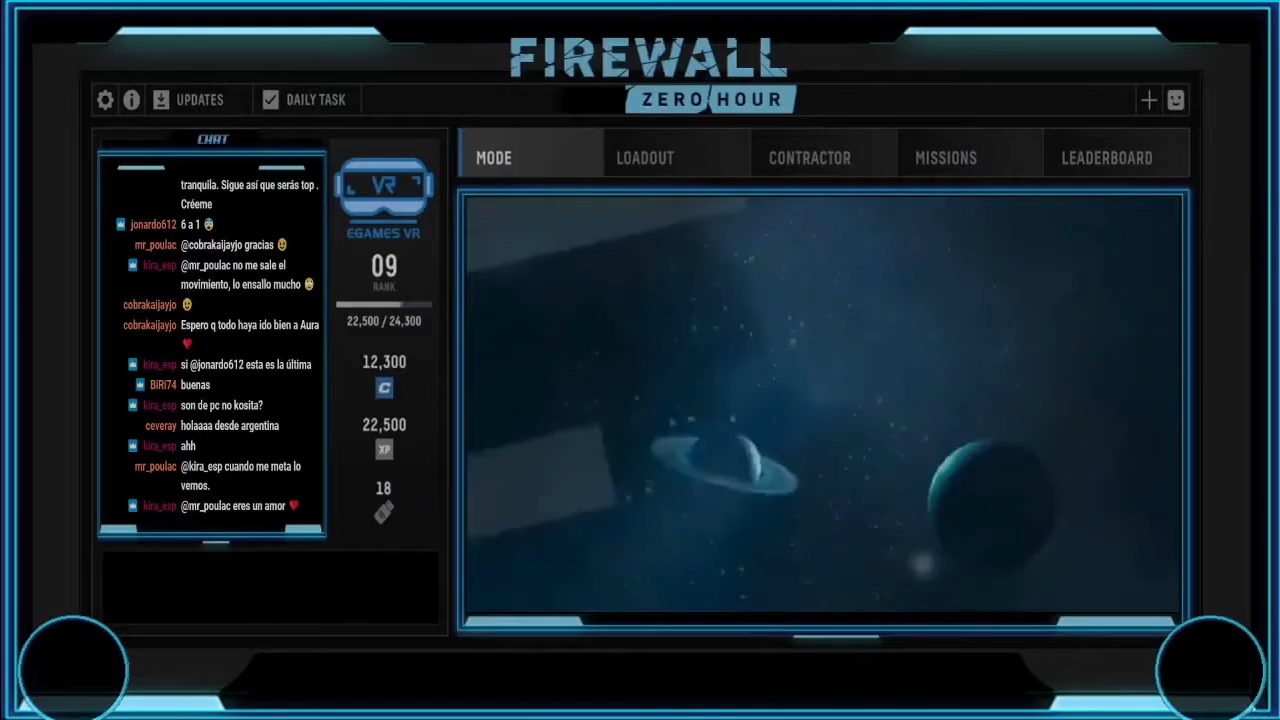 FIREWALL
ZERO HOUR
UPDATES
DAILY TASK
CHAT
tranquila. Sigue así que serás top .
Créeme
jonardo612 6 a 1 😨
mr_poulac @cobrakaijayjo gracias 😉
kira_esp @mr_poulac no me sale el
movimiento, lo ensallo mucho
cobrakaijayjo 😉
cobrakaijayjo Espero q todo haya ido bien a Aura
♥
kira_esp si @jonardo612 esta es la última
BiRi74 buenas
kira_esp son de pc no kosita?
ceveray holaaaa desde argentina
kira_esp ahh
mr_poulac @kira_esp cuando me meta lo
vemos.
kira_esp @mr_poulac eres un amor ♥
VR
EGAMES VR
09
RANK
22,500 / 24,300
12,300
C
22,500
XP
18
MODE
LOADOUT
CONTRACTOR
MISSIONS
LEADERBOARD